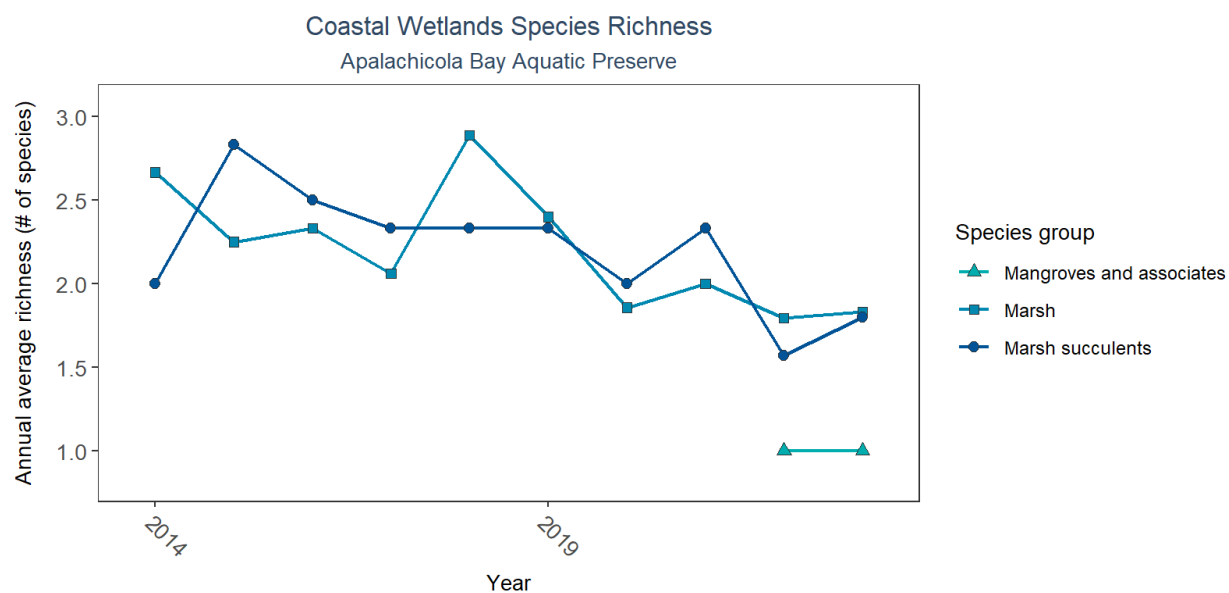 Coastal Wetlands Species Richness
Apalachicola Bay Aquatic Preserve
Annual average richness (# of species)
3.0
2.5
2.0
1.5
1.0
2014
2019
Year
Species group
Mangroves and associates
Marsh
Marsh succulents